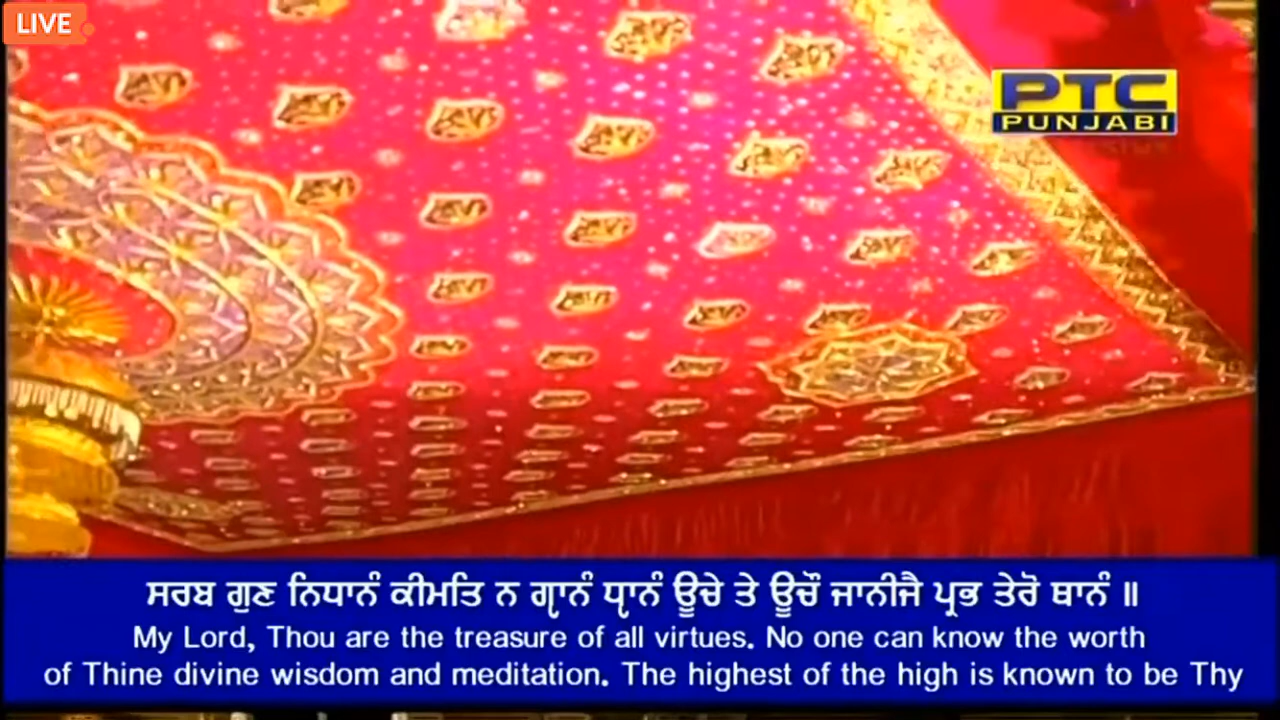 LIVE
PTC
PUNJABI
ਸਰਬ ਗੁਣ ਨਿਧਾਨੰ ਕੀਮਤਿ ਨ ਗੵਾਨੰ ਧੵਾਨੰ ਊਚੇ ਤੇ ਊਚੌ ਜਾਨੀਜੈ ਪ੍ਰਭ ਤੇਰੋ ਥਾਨੰ ॥
My Lord, Thou are the treasure of all virtues. No one can know the worth
of Thine divine wisdom and meditation. The highest of the high is known to be Thy